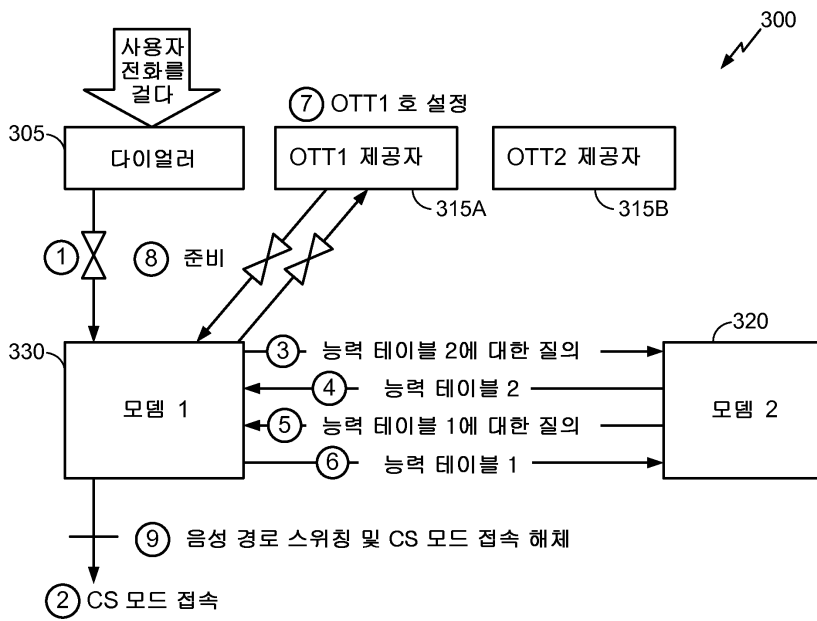 300
사용자
전화를
걸다
⑦ OTT1 호 설정
305
다이얼러
OTT1 제공자
OTT2 제공자
315A
315B
①
⑧ 준비
330
320
모뎀 1
모뎀 2
③ 능력 테이블 2에 대한 질의
④ 능력 테이블 2
⑤ 능력 테이블 1에 대한 질의
⑥ 능력 테이블 1
⑨ 음성 경로 스위칭 및 CS 모드 접속 해체
② CS 모드 접속